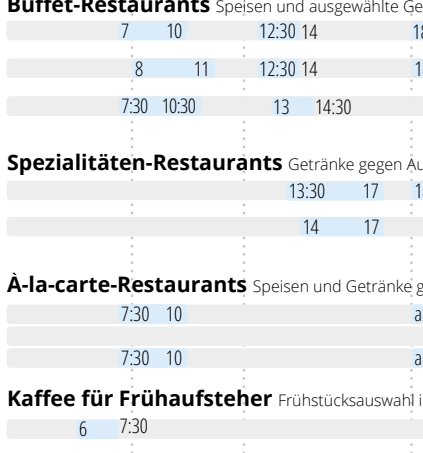 Buffet-Restaurants Speisen und ausgewählte Ge
7 10 12:30 14 18
8 11 12:30 14 1
7:30 10:30 13 14:30
Spezialitäten-Restaurants Getränke gegen Au
13:30 17 1
14 17
À-la-carte-Restaurants Speisen und Getränke g
7:30 10 a
7:30 10 a
Kaffee für Frühaufsteher Frühstücksauswahl i
6 7:30